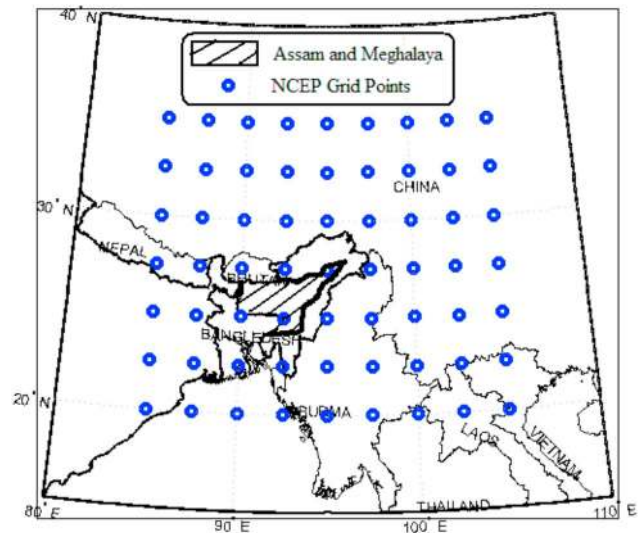 40° N
Assam and Meghalaya
NCEP Grid Points
CHINA
30° N
NEPAL
BHUTAN
BANGLEDESH
20° N
BURMA
LAOS
VIETNAM
THAILAND
80° E
90° E
100° E
110° E